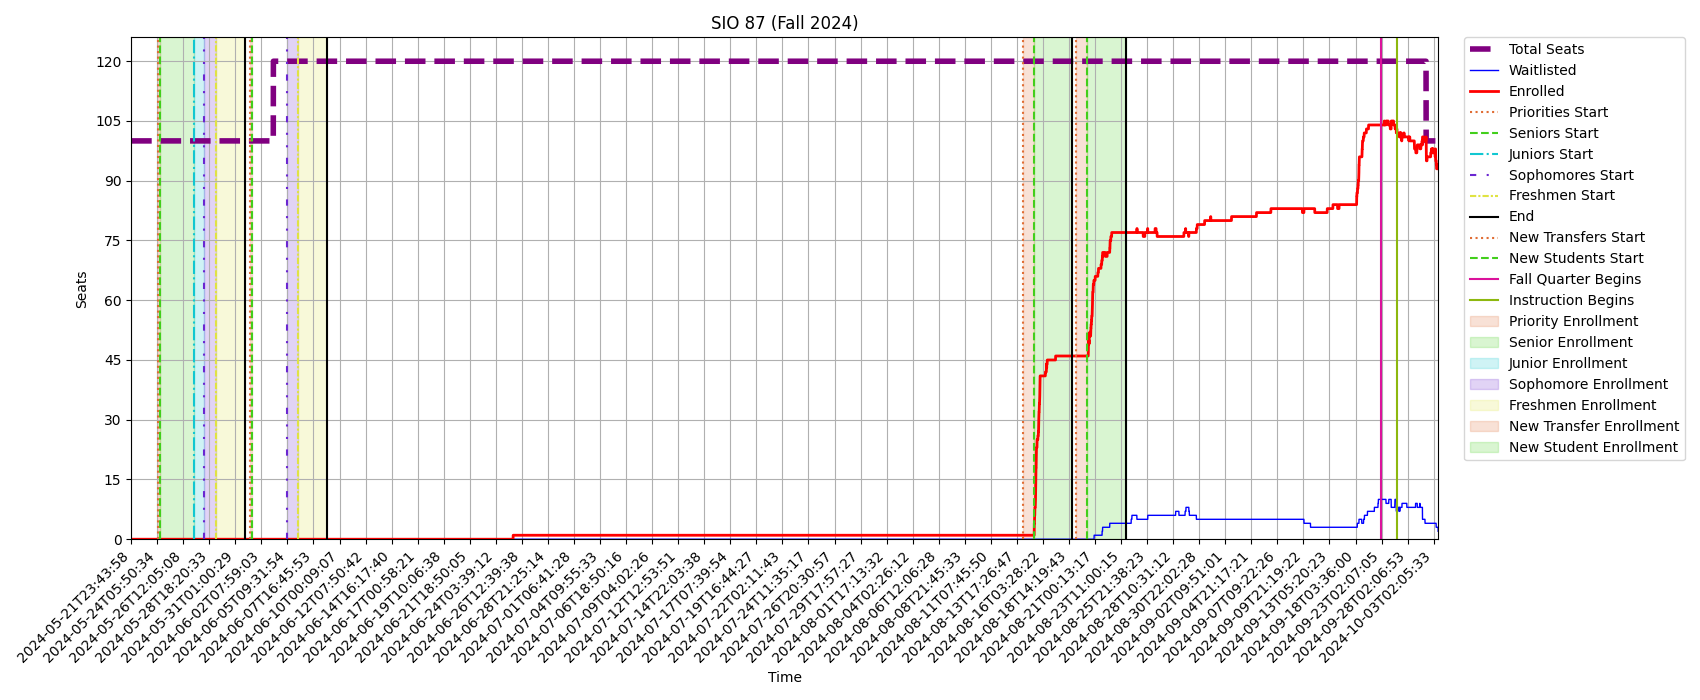 SIO 87 (Fall 2024)
Seats
120
105
90
75
60
45
30
15
0
2024-05-21T23:43:58
2024-05-24T05:50:34
2024-05-26T12:05:08
2024-05-28T18:20:33
2024-05-31T01:00:29
2024-06-02T07:59:03
2024-06-05T09:31:54
2024-06-07T16:45:53
2024-06-10T00:09:07
2024-06-12T07:50:42
2024-06-14T16:17:40
2024-06-17T00:58:21
2024-06-19T10:06:38
2024-06-21T18:50:05
2024-06-24T03:39:12
2024-06-26T12:39:38
2024-06-28T21:25:14
2024-07-01T06:41:28
2024-07-04T09:55:33
2024-07-06T18:50:16
2024-07-09T04:02:26
2024-07-12T12:53:51
2024-07-14T22:03:38
2024-07-17T07:39:54
2024-07-19T16:44:27
2024-07-22T02:11:43
2024-07-24T11:35:17
2024-07-26T20:30:57
2024-07-29T17:57:27
2024-08-01T17:13:32
2024-08-04T02:26:12
2024-08-06T12:06:28
2024-08-08T21:45:33
2024-08-11T07:45:50
2024-08-13T17:26:47
2024-08-16T03:28:22
2024-08-18T14:19:43
2024-08-21T00:13:17
2024-08-23T11:00:15
2024-08-25T21:38:23
2024-08-28T10:31:12
2024-08-30T22:02:28
2024-09-02T09:51:01
2024-09-04T21:17:21
2024-09-07T09:22:26
2024-09-09T21:19:22
2024-09-13T05:20:23
2024-09-18T03:36:00
2024-09-23T02:07:05
2024-09-28T02:06:53
2024-10-03T02:05:33
Time
Total Seats
Waitlisted
Enrolled
Priorities Start
Seniors Start
Juniors Start
Sophomores Start
Freshmen Start
End
New Transfers Start
New Students Start
Fall Quarter Begins
Instruction Begins
Priority Enrollment
Senior Enrollment
Junior Enrollment
Sophomore Enrollment
Freshmen Enrollment
New Transfer Enrollment
New Student Enrollment